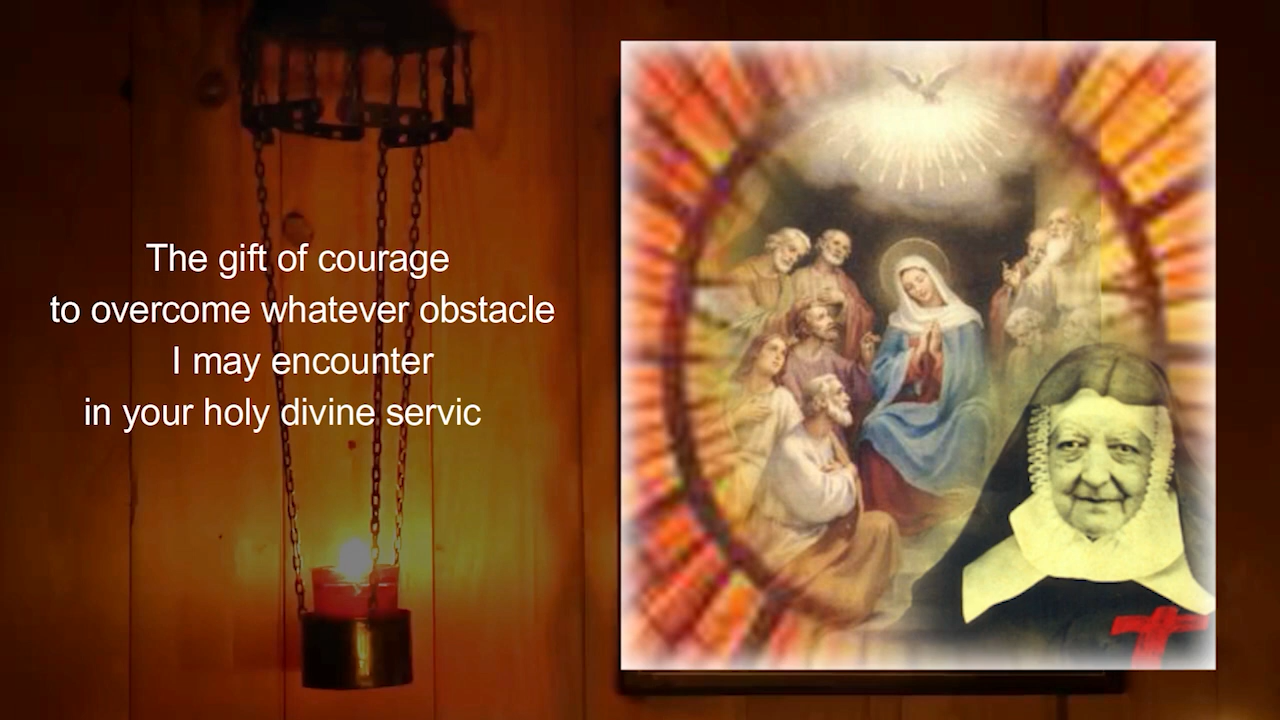 The gift of courage
to overcome whatever obstacle
I may encounter
in your holy divine servic